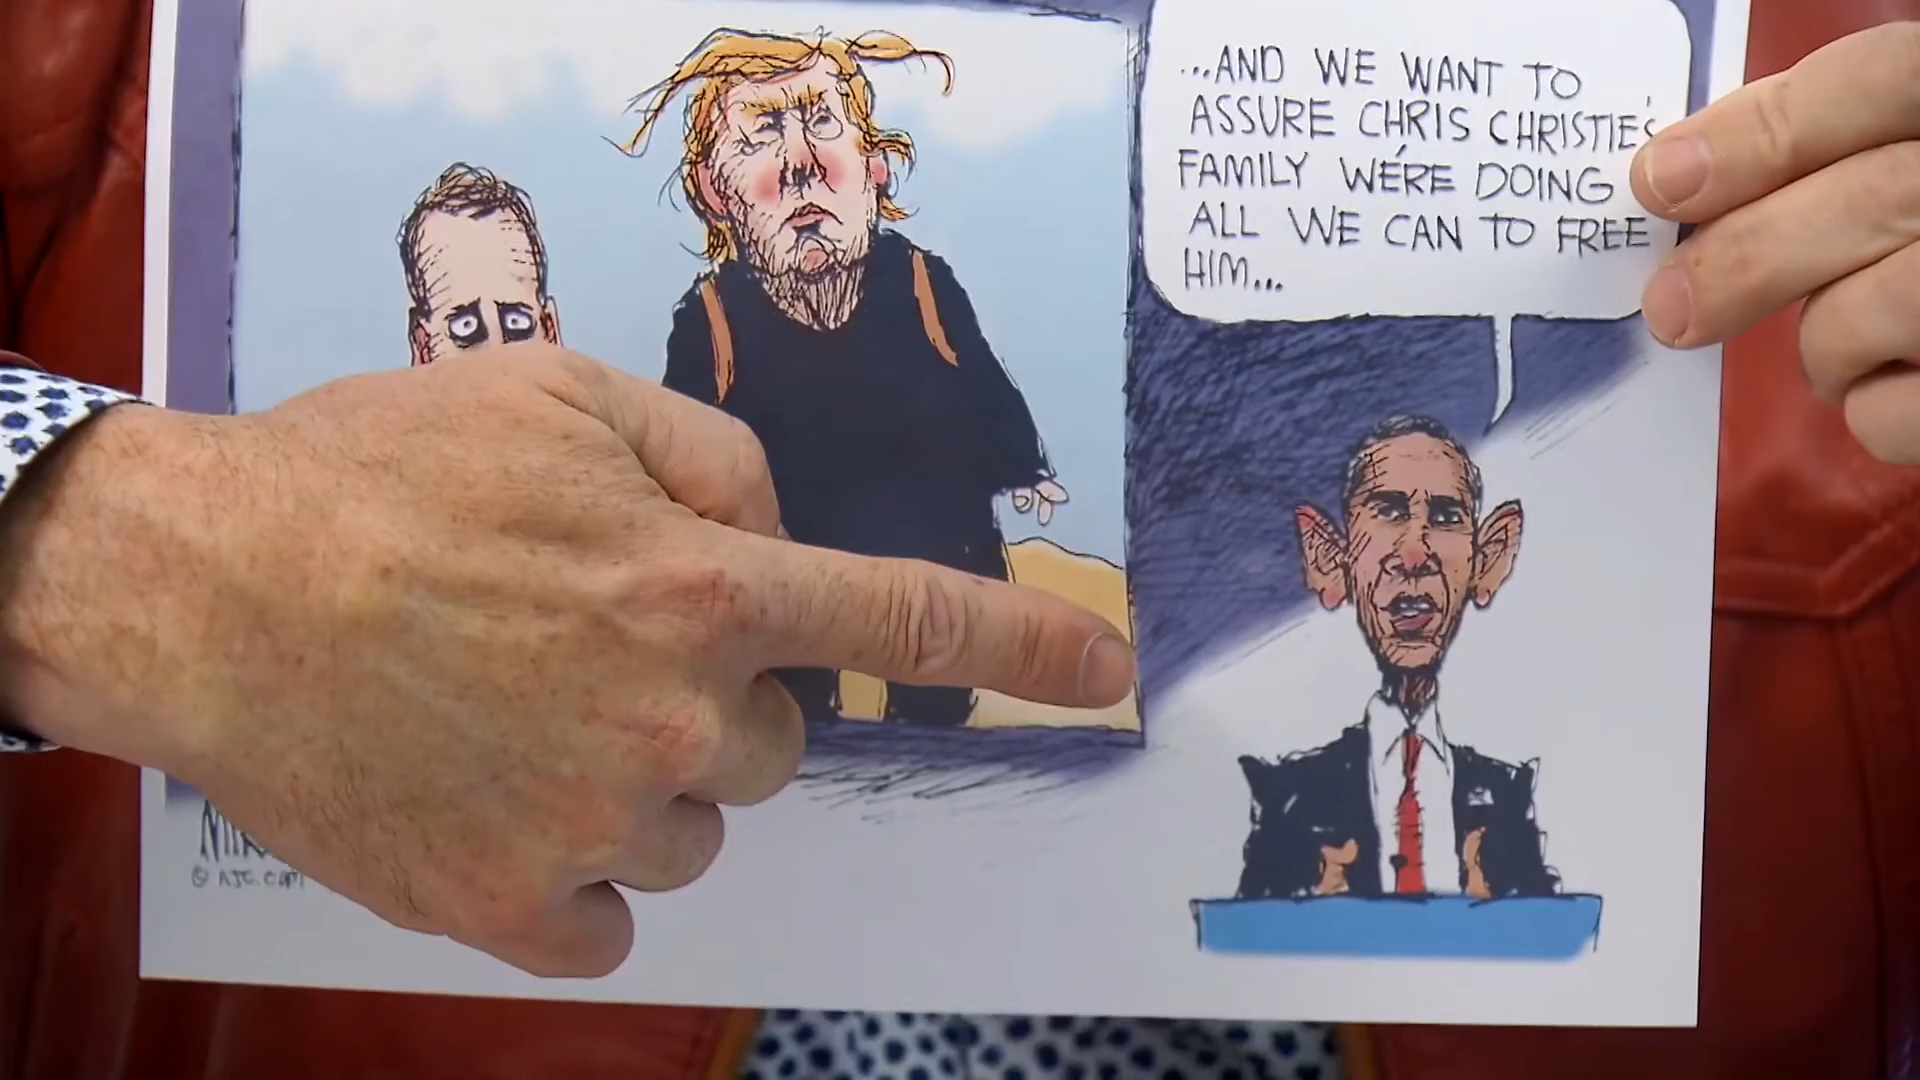 ...AND WE WANT TO
ASSURE CHRIS CHRISTIE'S
FAMILY WE'RE DOING
ALL WE CAN TO FREE
HIM...
© AJC.COM